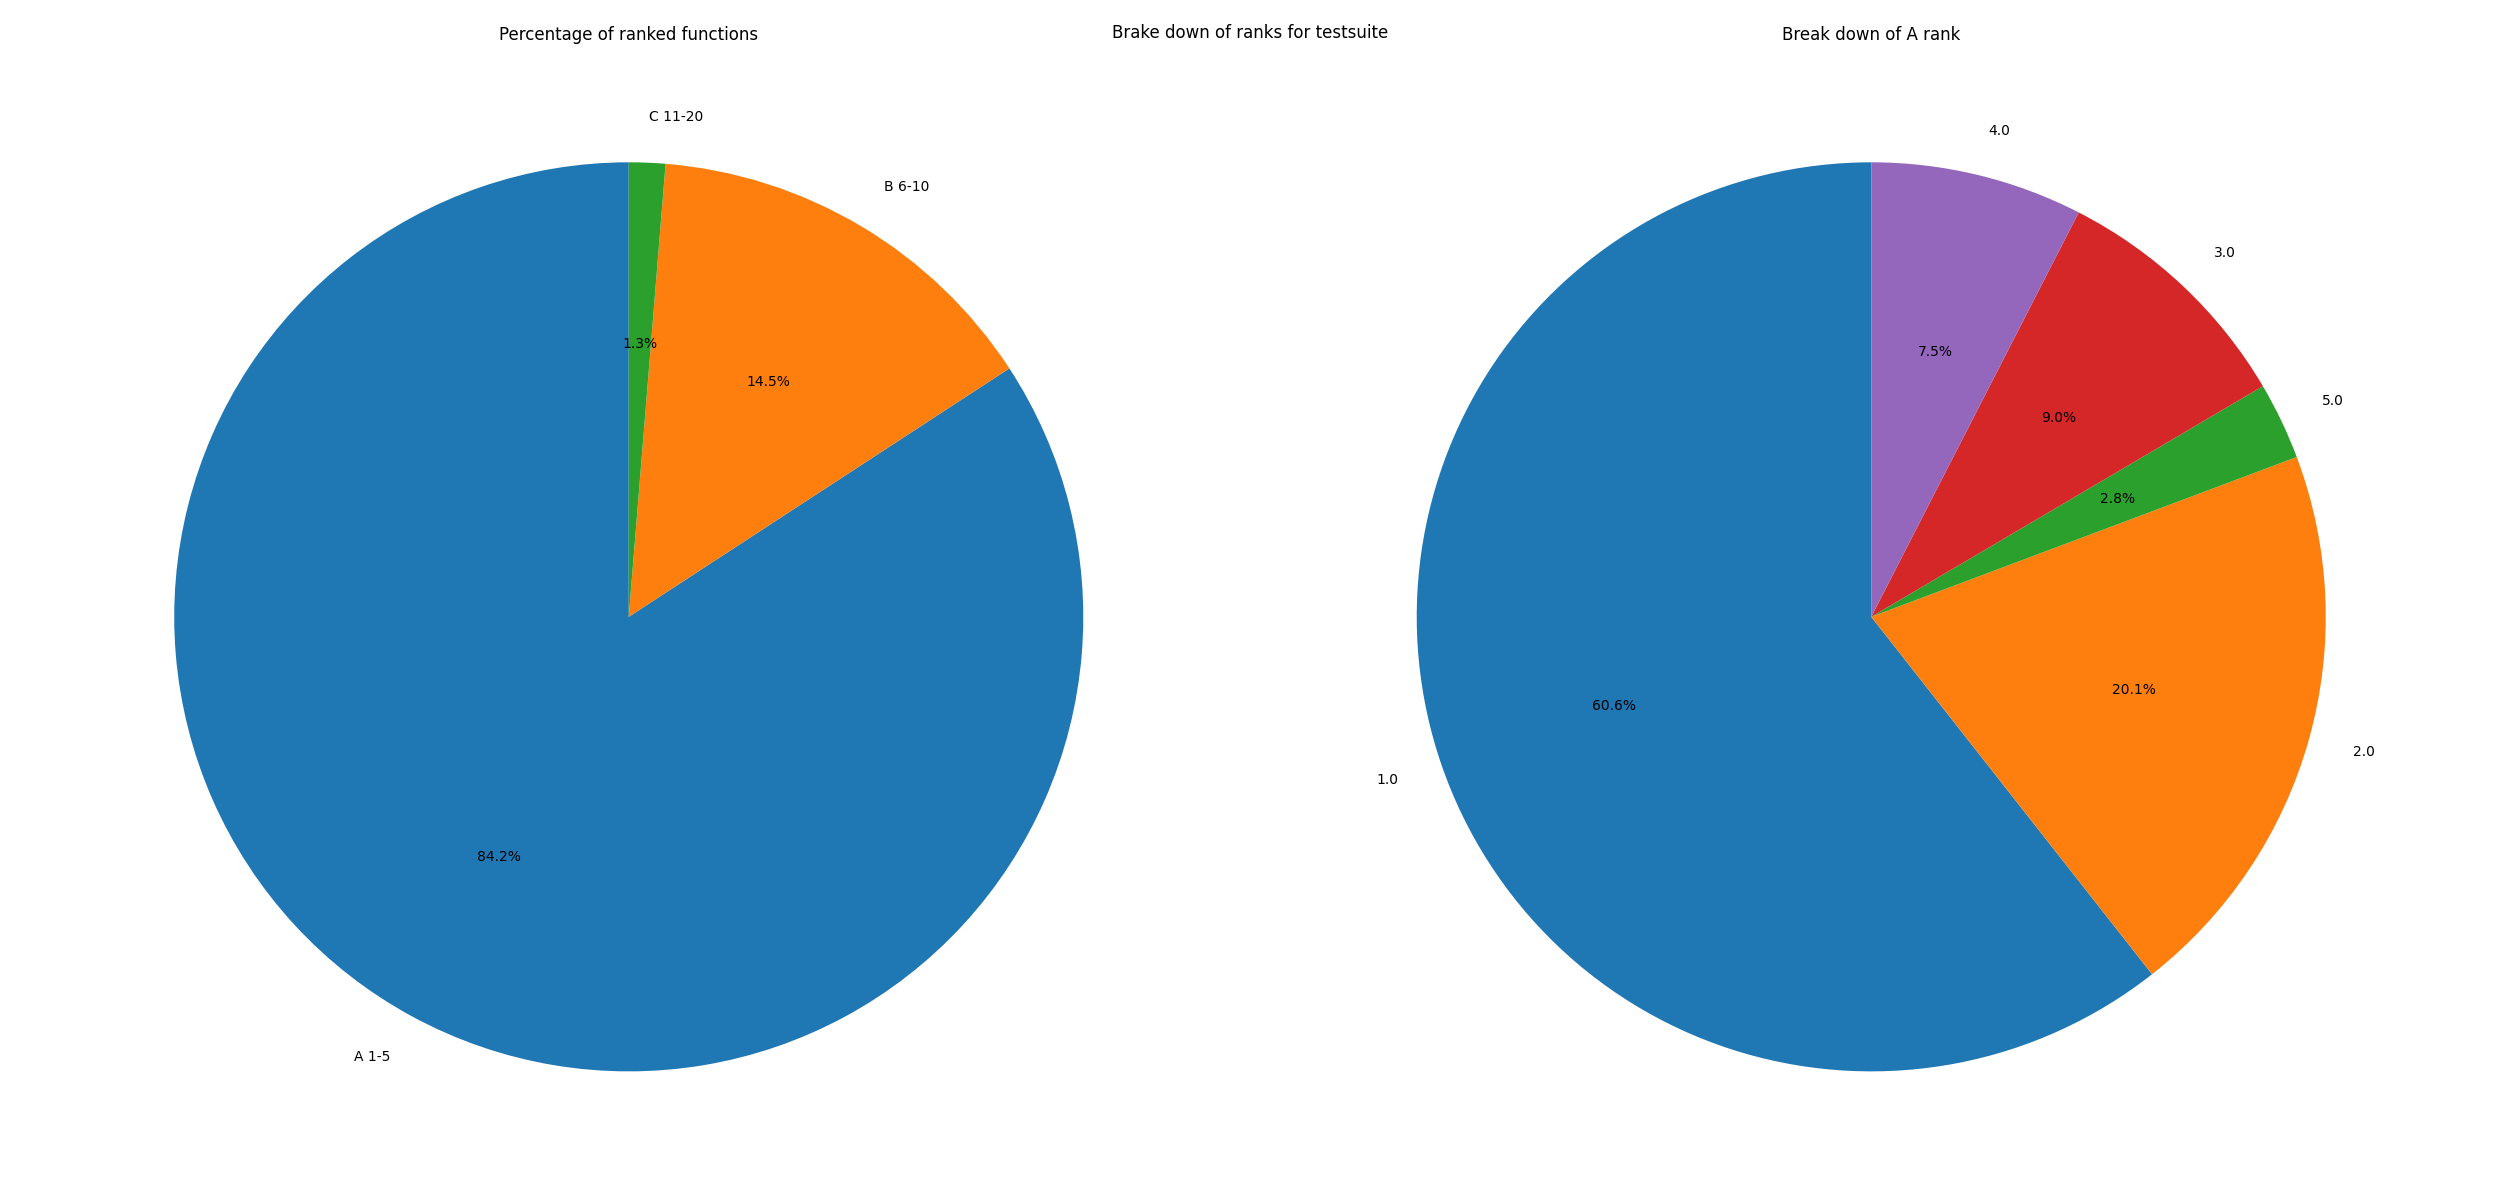 Brake down of ranks for testsuite
Percentage of ranked functions
C 11-20
B 6-10
1.3%
14.5%
84.2%
A 1-5
Break down of A rank
4.0
3.0
7.5%
5.0
9.0%
2.8%
20.1%
60.6%
2.0
1.0